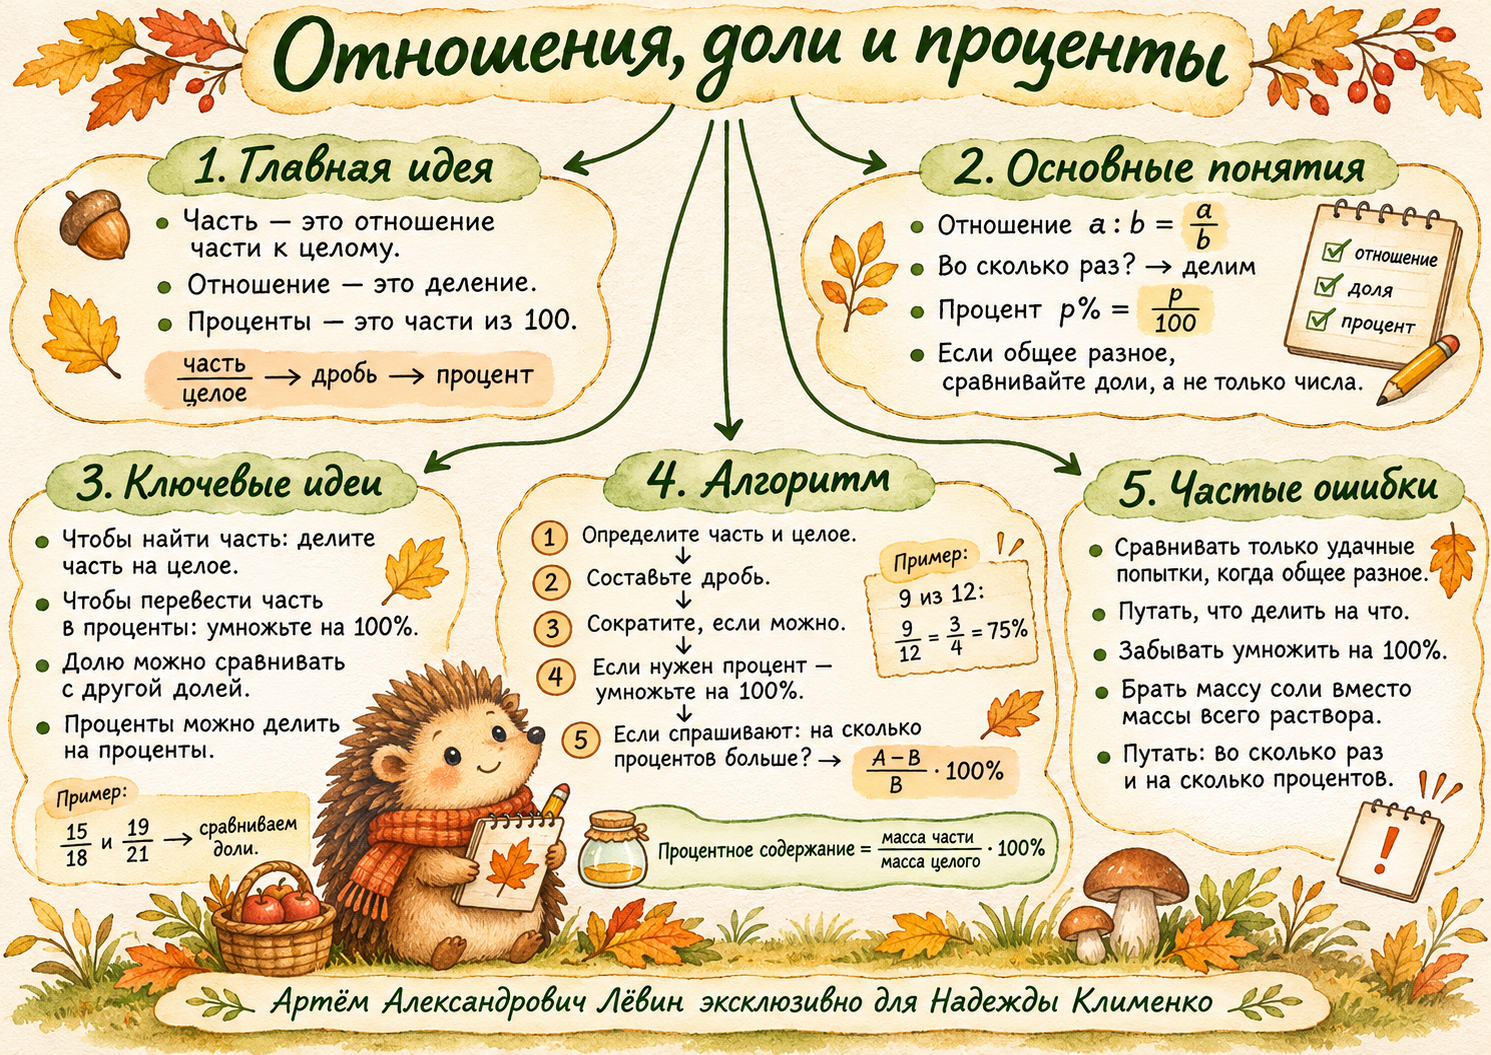 Отношения, доли и проценты
1. Главная идея
Часть — это отношение
части к целому.
Отношение — это деление.
Проценты — это части из 100.
часть
целое → дробь → процент
2. Основные понятия
Отношение a : b = a/b
Во сколько раз? → делим
Процент p% = p/100
Если общее разное,
сравнивайте доли, а не только числа.
отношение
доля
процент
3. Ключевые идеи
Чтобы найти часть: делите
часть на целое.
Чтобы перевести часть
в проценты: умножьте на 100%.
Долю можно сравнивать
с другой долей.
Проценты можно делить
на проценты.
Пример:
15/18 и 19/21 → сравниваем
доли.
4. Алгоритм
1 Определите часть и целое.
↓
2 Составьте дробь.
↓
3 Сократите, если можно.
↓
4 Если нужен процент —
умножьте на 100%.
↓
5 Если спрашивают: на сколько
процентов больше? → A – B / B · 100%
Пример:
9 из 12:
9/12 = 3/4 = 75%
Процентное содержание = масса части / масса целого · 100%
5. Частые ошибки
Сравнивать только удачные
попытки, когда общее разное.
Путать, что делить на что.
Забывать умножить на 100%.
Брать массу соли вместо
массы всего раствора.
Путать: во сколько раз
и на сколько процентов.
!
Артём Александрович Лёвин эксклюзивно для Надежды Клименко